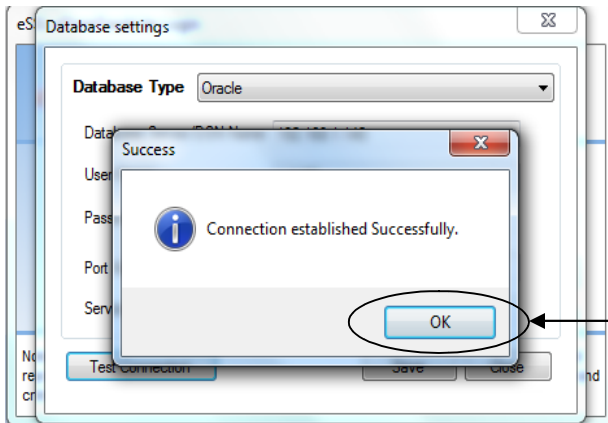 eS
Database settings
Database Type Oracle
Data
Success
User
Pass
Connection established Successfully.
Port
Serv
OK
No
Test Connection Save Close
re
nd
cr